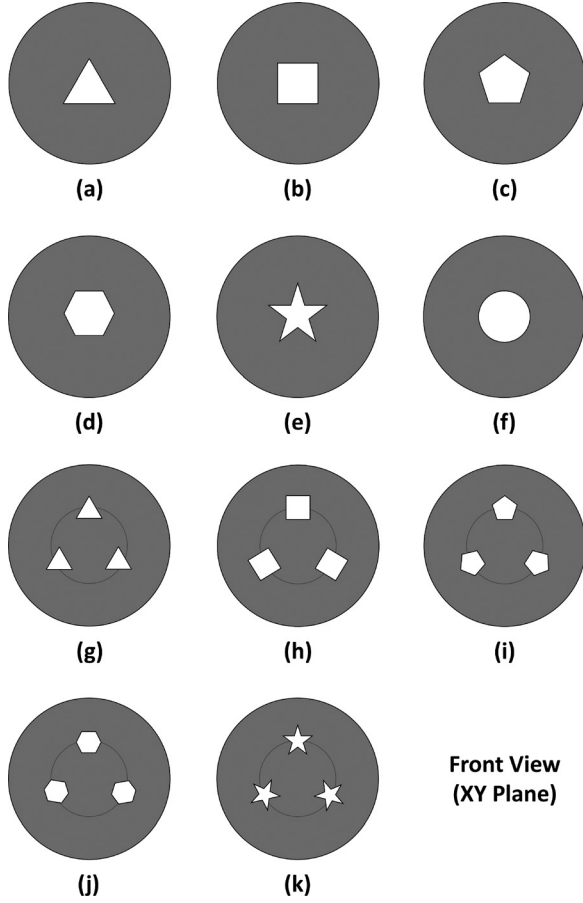 (a)
(b)
(c)
(d)
(e)
(f)
(g)
(h)
(i)
(j)
(k)
Front View
(XY Plane)